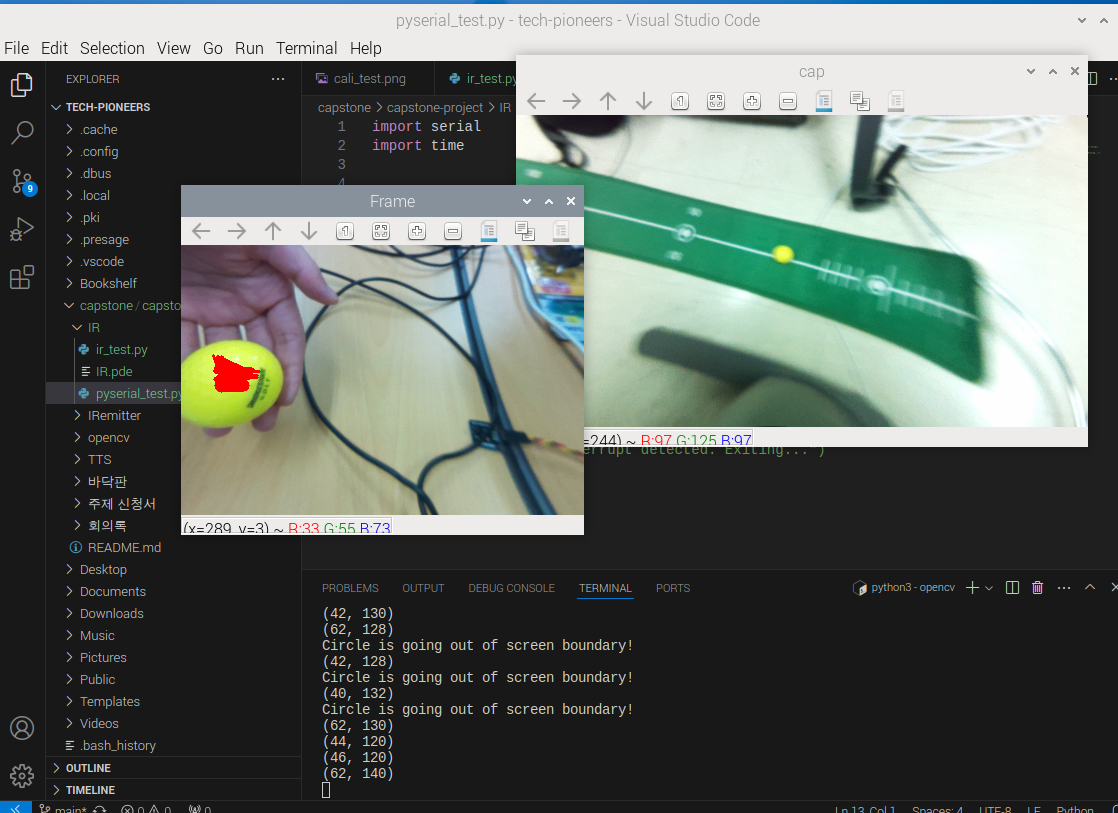 pyserial_test.py - tech-pioneers - Visual Studio Code
File Edit Selection View Go Run Terminal Help
EXPLORER
TECH-PIONEERS
.cache
.config
.dbus
.local
.pki
.presage
.vscode
Bookshelf
capstone / capsto
IR
ir_test.py
IR.pde
pyserial_test.py
IRemitter
opencv
TTS
바닥판
주제 신청서
회의록
README.md
Desktop
Documents
Downloads
Music
Pictures
Public
Templates
Videos
.bash_history
OUTLINE
TIMELINE
9
cali_test.png
ir_test.py
capstone > capstone-project > IR
1 import serial
2 import time
3
4
cap
=244) ~ R:97 G:125 B:97
Frame
(x=289, y=3) ~ R:33 G:55 B:73
errupt detected. Exiting...")
PROBLEMS OUTPUT DEBUG CONSOLE TERMINAL PORTS
python3 - opencv
(42, 130)
(62, 128)
Circle is going out of screen boundary!
(42, 128)
Circle is going out of screen boundary!
(40, 132)
Circle is going out of screen boundary!
(62, 130)
(44, 120)
(46, 120)
(62, 140)
main* 0 0 0
Ln 13, Col 1 Spaces: 4 UTF-8 LF Python